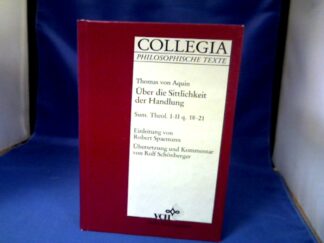 COLLEGIA
PHILOSOPHISCHE TEXTE
Thomas von Aquin
Über die Sittlichkeit
der Handlung
Sum. Theol. I-II q. 18-21
Einleitung von
Robert Spaemann
Übersetzung und Kommentar
von Rolf Schönberger